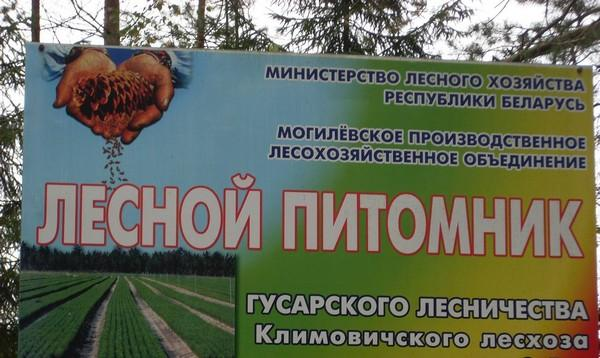 МИНИСТЕРСТВО ЛЕСНОГО ХОЗЯЙСТВА
РЕСПУБЛИКИ БЕЛАРУСЬ
МОГИЛЁВСКОЕ ПРОИЗВОДСТВЕННОЕ
ЛЕСОХОЗЯЙСТВЕННОЕ ОБЪЕДИНЕНИЕ
ЛЕСНОЙ ПИТОМНИК
ГУСАРСКОГО ЛЕСНИЧЕСТВА
Климовичского лесхоза